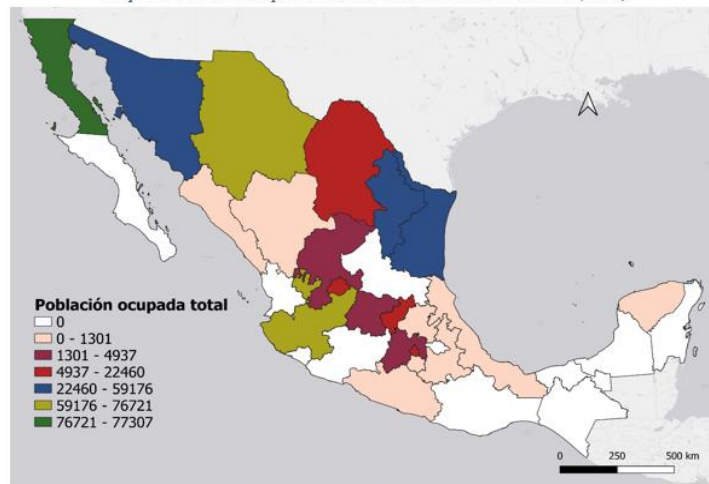 Población ocupada total
0
0 - 1301
1301 - 4937
4937 - 22460
22460 - 59176
59176 - 76721
76721 - 77307
0 250 500 km